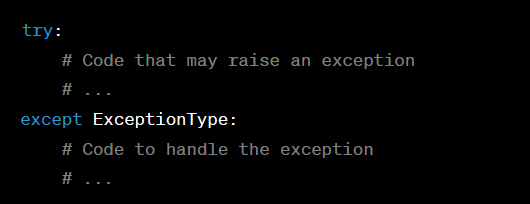 try:
    # Code that may raise an exception
    # ...
except ExceptionType:
    # Code to handle the exception
    # ...